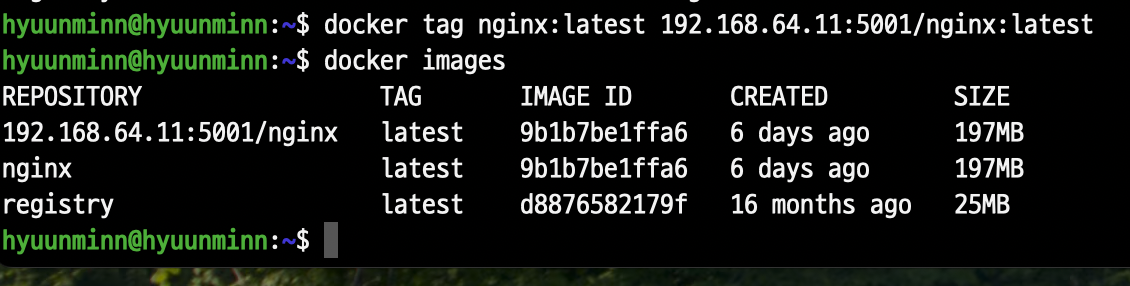 hyuunminn@hyuunminn:~$ docker tag nginx:latest 192.168.64.11:5001/nginx:latest
hyuunminn@hyuunminn:~$ docker images
REPOSITORY TAG IMAGE ID CREATED SIZE
192.168.64.11:5001/nginx latest 9b1b7be1ffa6 6 days ago 197MB
nginx latest 9b1b7be1ffa6 6 days ago 197MB
registry latest d8876582179f 16 months ago 25MB
hyuunminn@hyuunminn:~$